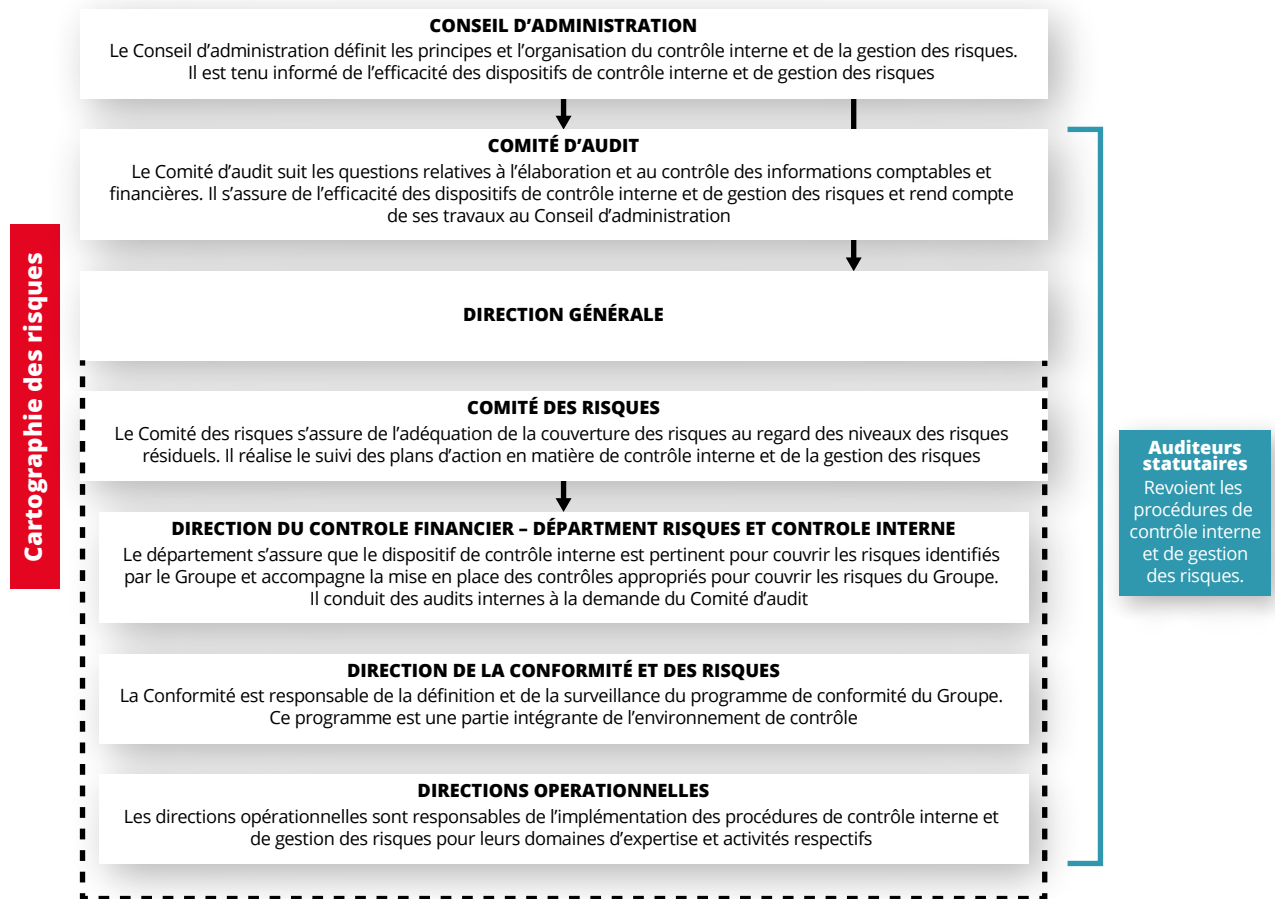 CONSEIL D’ADMINISTRATION
Le Conseil d’administration définit les principes et l’organisation du contrôle interne et de la gestion des risques.
Il est tenu informé de l’efficacité des dispositifs de contrôle interne et de gestion des risques
COMITÉ D’AUDIT
Le Comité d’audit suit les questions relatives à l’élaboration et au contrôle des informations comptables et
financières. Il s’assure de l’efficacité des dispositifs de contrôle interne et de gestion des risques et rend compte
de ses travaux au Conseil d’administration
Cartographie des risques
DIRECTION GÉNÉRALE
COMITÉ DES RISQUES
Le Comité des risques s’assure de l’adéquation de la couverture des risques au regard des niveaux des risques
résiduels. Il réalise le suivi des plans d’action en matière de contrôle interne et de la gestion des risques
DIRECTION DU CONTROLE FINANCIER – DÉPARTMENT RISQUES ET CONTROLE INTERNE
Le département s’assure que le dispositif de contrôle interne est pertinent pour couvrir les risques identifiés
par le Groupe et accompagne la mise en place des contrôles appropriés pour couvrir les risques du Groupe.
Il conduit des audits internes à la demande du Comité d’audit
DIRECTION DE LA CONFORMITÉ ET DES RISQUES
La Conformité est responsable de la définition et de la surveillance du programme de conformité du Groupe.
Ce programme est une partie intégrante de l’environnement de contrôle
DIRECTIONS OPERATIONNELLES
Les directions opérationnelles sont responsables de l’implémentation des procédures de contrôle interne et
de gestion des risques pour leurs domaines d’expertise et activités respectifs
Auditeurs
statutaires
Revoient les
procédures de
contrôle interne
et de gestion
des risques.